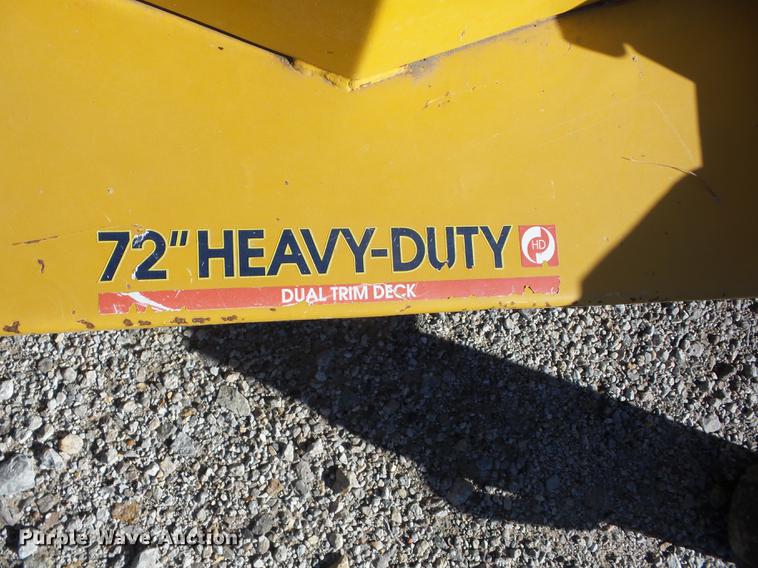 72" HEAVY-DUTY HD
DUAL TRIM DECK
Purple Wave Auction